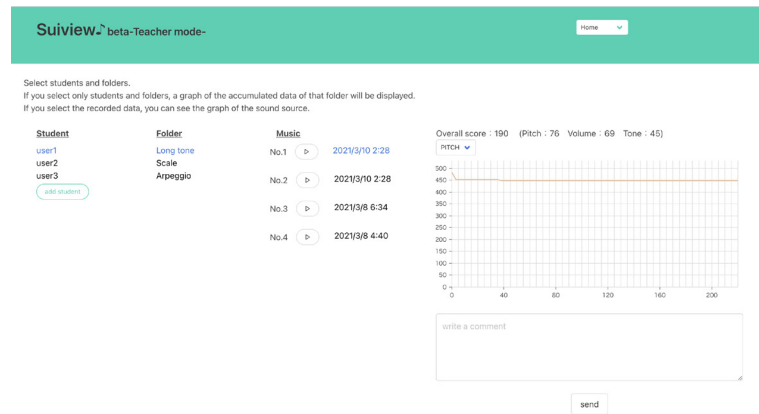 Suiview♪ beta-Teacher mode-
Home
Select students and folders.
If you select only students and folders, a graph of the accumulated data of that folder will be displayed.
If you select the recorded data, you can see the graph of the sound source.
Student Folder Music
user1 Long tone No.1 2021/3/10 2:28
user2 Scale
user3 Arpeggio No.2 2021/3/10 2:28
add student
No.3 2021/3/8 6:34
No.4 2021/3/8 4:40
Overall score : 190 (Pitch : 76 Volume : 69 Tone : 45)
PITCH
500
450
400
350
300
250
200
150
100
50
0
0 40 80 120 160 200
write a comment
send